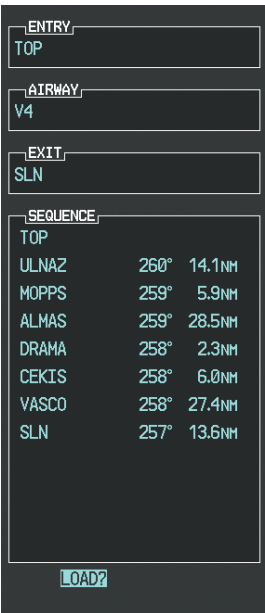 ENTRY
TOP
AIRWAY
V4
EXIT
SLN
SEQUENCE
TOP
ULNAZ 260° 14.1NM
MOPPS 259° 5.9NM
ALMAS 259° 28.5NM
DRAMA 258° 2.3NM
CEKIS 258° 6.0NM
VASCO 258° 27.4NM
SLN 257° 13.6NM
LOAD?